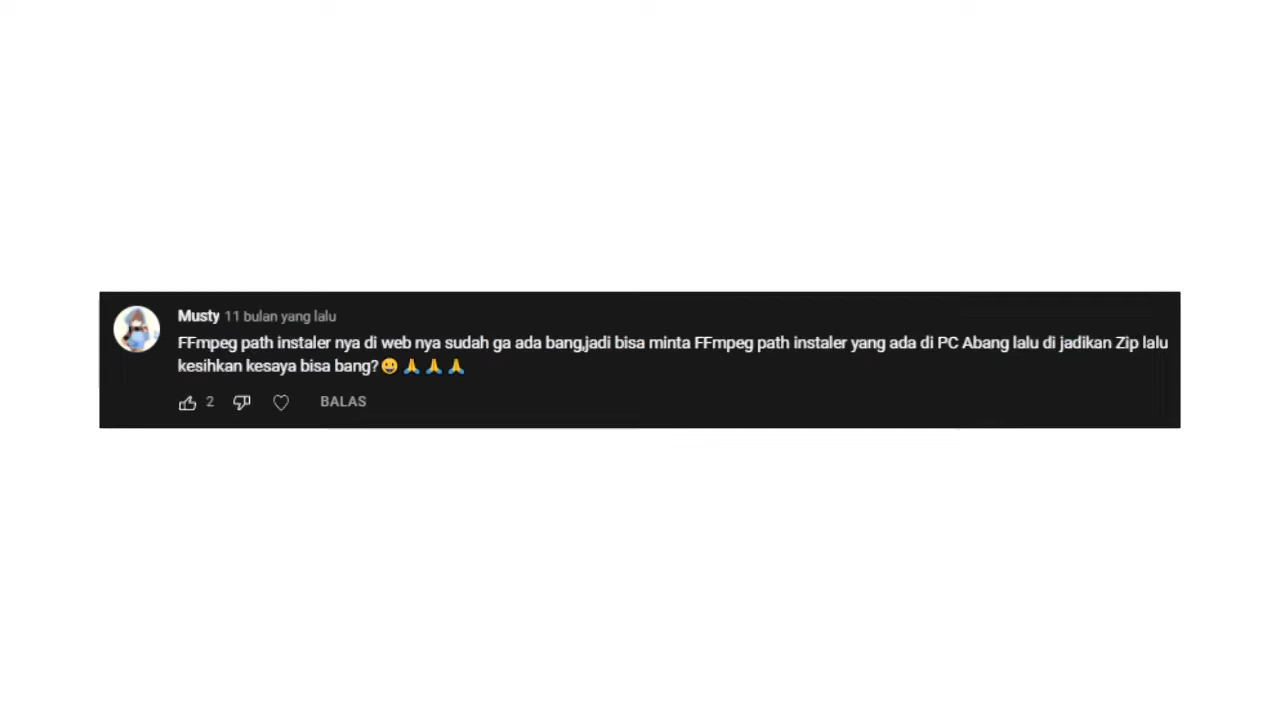 Musty 11 bulan yang lalu
FFmpeg path instaler nya di web nya sudah ga ada bang,jadi bisa minta FFmpeg path instaler yang ada di PC Abang lalu di jadikan Zip lalu
kesihkan kesaya bisa bang?😀🙏🙏🙏
2 BALAS